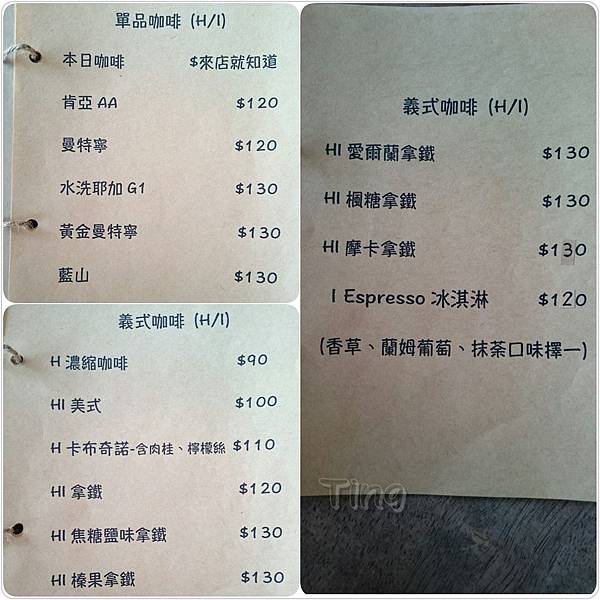 單品咖啡 (H/I)
本日咖啡 $來店就知道
肯亞 AA $120
曼特寧 $120
水洗耶加 G1 $130
黃金曼特寧 $130
藍山 $130
義式咖啡 (H/I)
H 濃縮咖啡 $90
HI 美式 $100
H 卡布奇諾-含肉桂、檸檬絲 $110
HI 拿鐵 $120
HI 焦糖鹽味拿鐵 $130
HI 榛果拿鐵 $130
義式咖啡 (H/I)
HI 愛爾蘭拿鐵 $130
HI 楓糖拿鐵 $130
HI 摩卡拿鐵 $130
I Espresso 冰淇淋 $120
(香草、蘭姆葡萄、抹茶口味擇一)
Ting